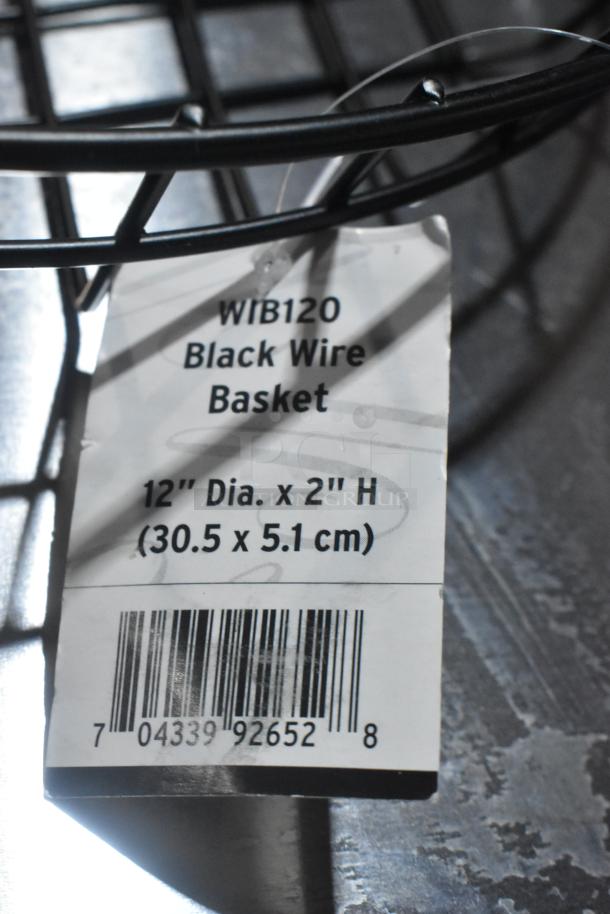 WIB120
Black Wire
Basket
12" Dia. x 2" H
(30.5 x 5.1 cm)
7 04339 92652 8